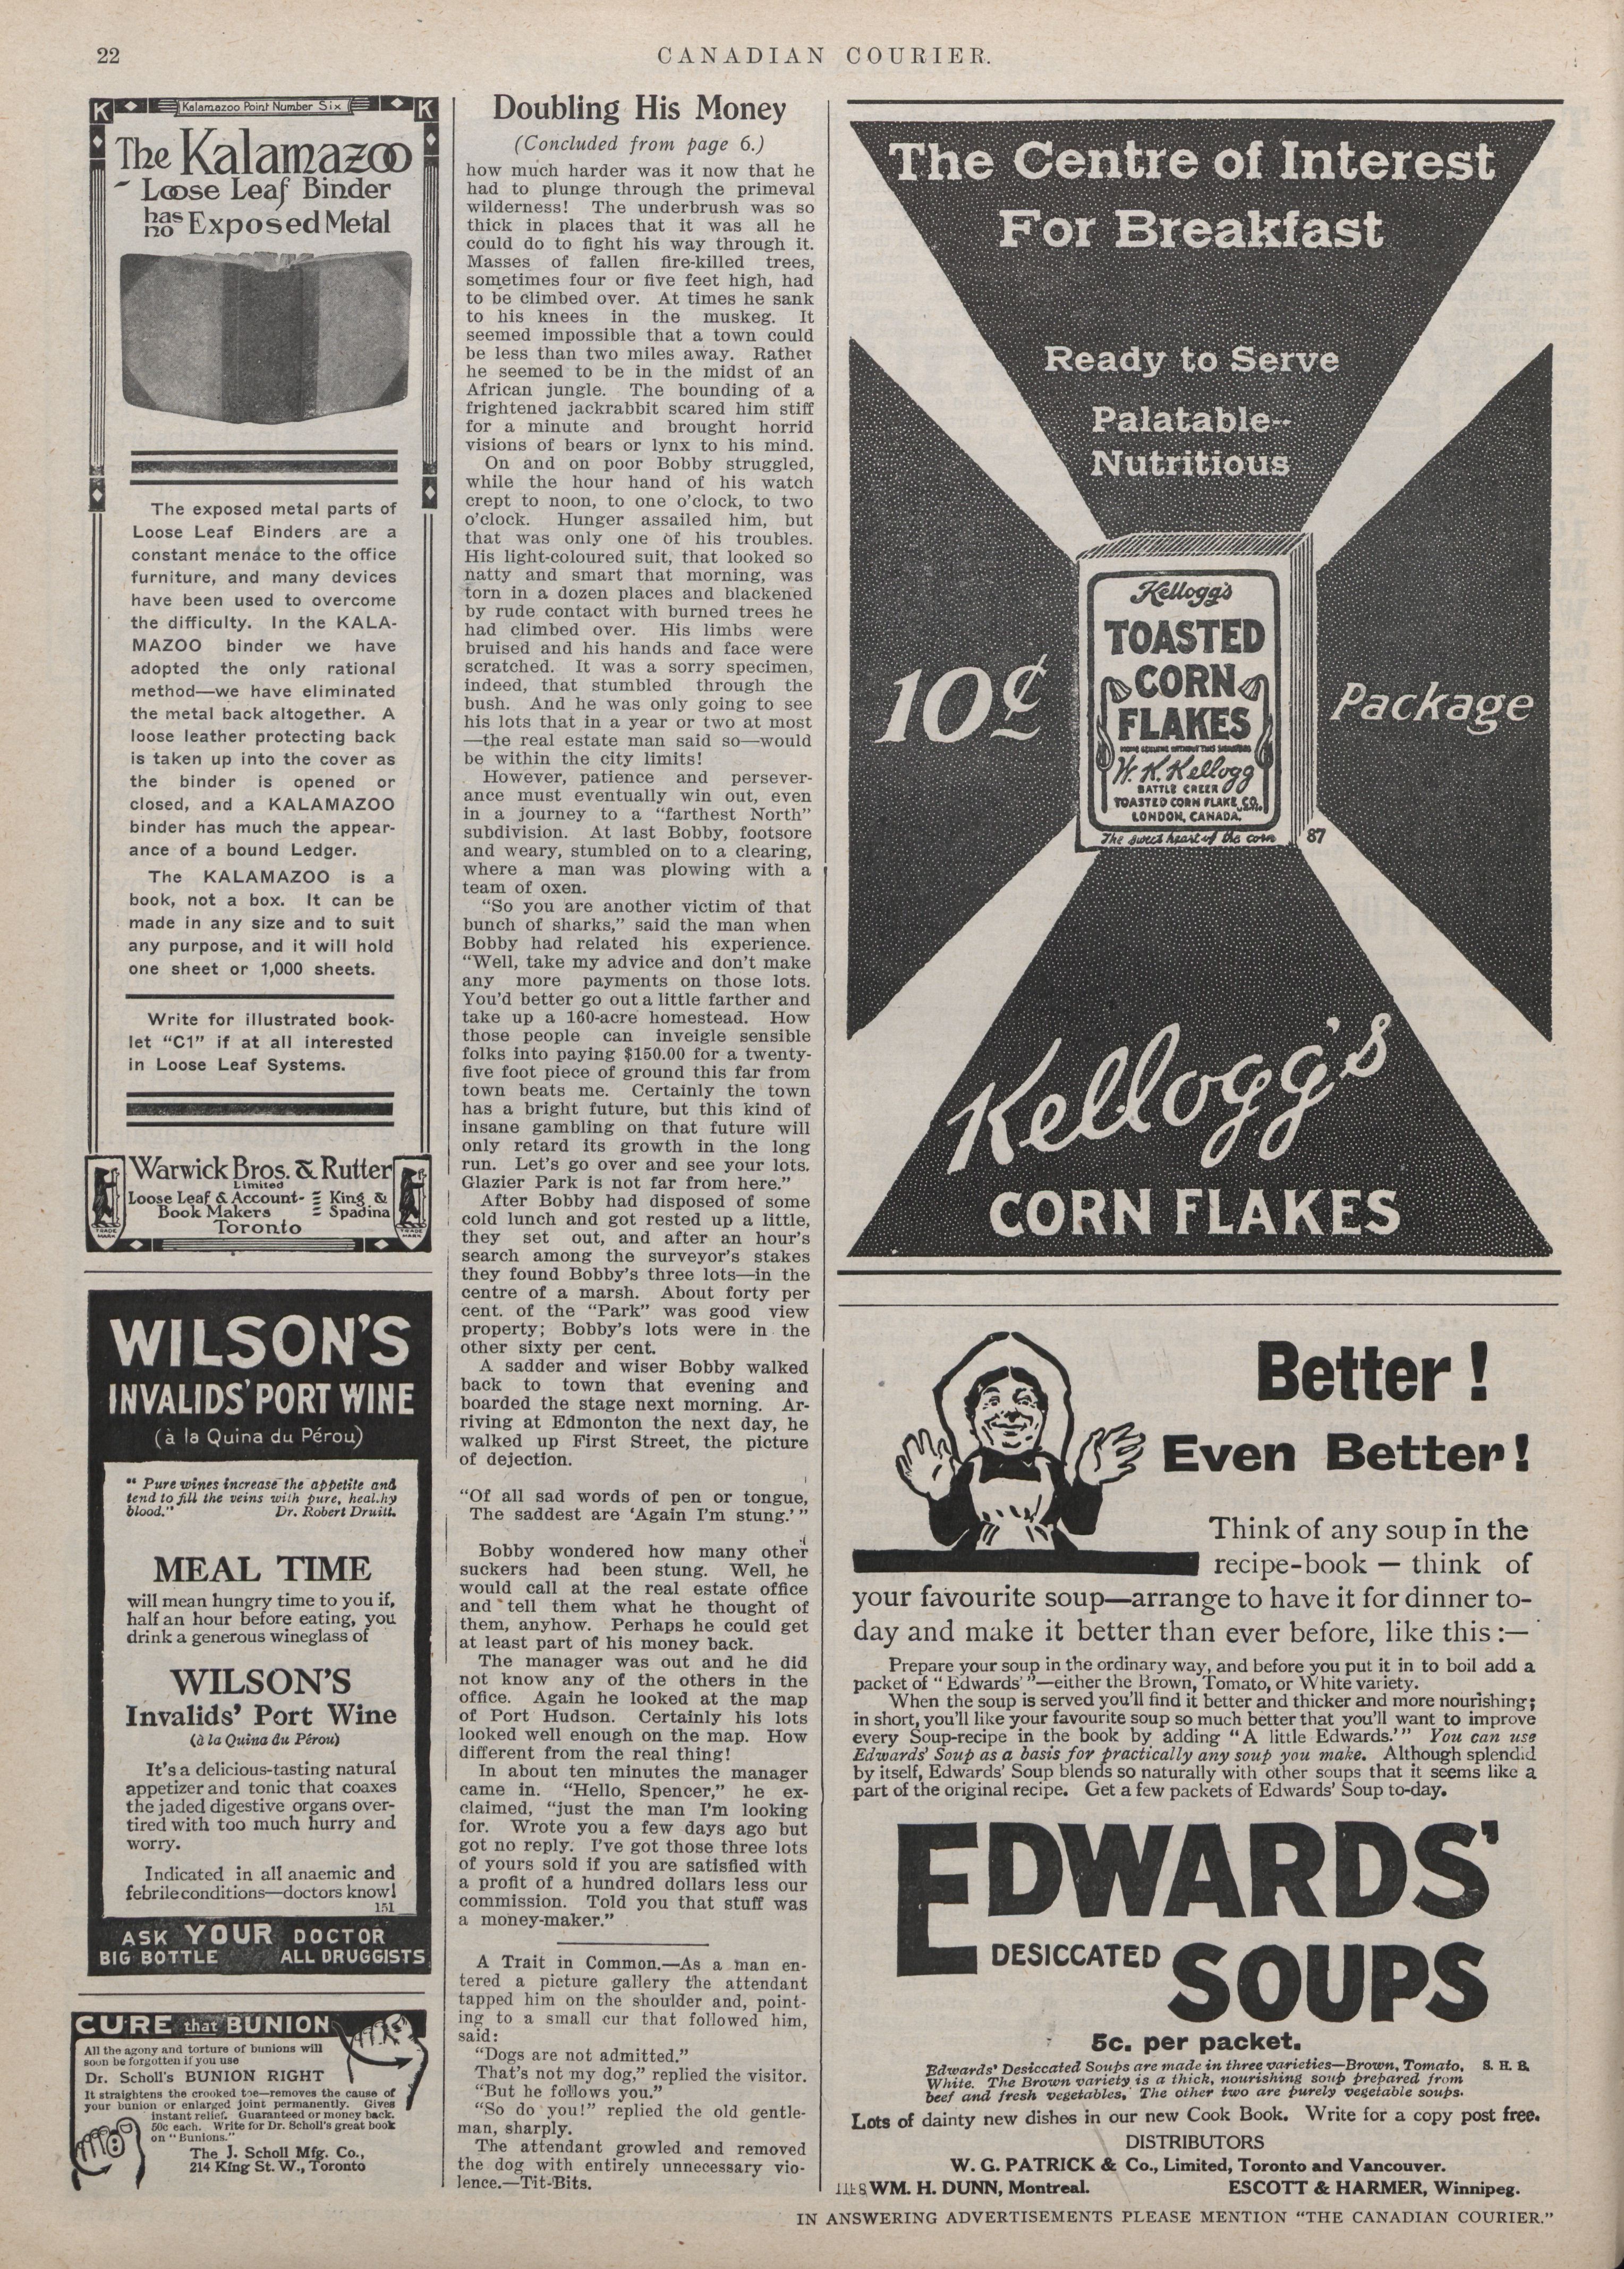 22
CANADIAN COURIER.
K Kalamazoo Point Number Six K
The Kalamazoo
Loose Leaf Binder
has no Exposed Metal
The exposed metal parts of
Loose Leaf Binders are a
constant menace to the office
furniture, and many devices
have been used to overcome
the difficulty. In the KALA-
MAZOO binder we have
adopted the only rational
method—we have eliminated
the metal back altogether. A
loose leather protecting back
is taken up into the cover as
the binder is opened or
closed, and a KALAMAZOO
binder has much the appear-
ance of a bound Ledger.
The KALAMAZOO is a
book, not a box. It can be
made in any size and to suit
any purpose, and it will hold
one sheet or 1,000 sheets.
Write for illustrated book-
let "C1" if at all interested
in Loose Leaf Systems.
Warwick Bros. & Rutter
Limited
Loose Leaf & Account-
Book Makers
King &
Spadina
Toronto
TRADE MARK
TRADE MARK
WILSON'S
INVALIDS' PORT WINE
(à la Quina du Pérou)
" Pure wines increase the appetite and
tend to fill the veins with pure, heal.hy
blood." Dr. Robert Druitt.
MEAL TIME
will mean hungry time to you if,
half an hour before eating, you
drink a generous wineglass of
WILSON'S
Invalids' Port Wine
(à la Quina du Pérou)
It's a delicious-tasting natural
appetizer and tonic that coaxes
the jaded digestive organs over-
tired with too much hurry and
worry.
Indicated in all anaemic and
febrile conditions—doctors know!
151
ASK YOUR DOCTOR
BIG BOTTLE ALL DRUGGISTS
CURE that BUNION
All the agony and torture of bunions will
soon be forgotten if you use
Dr. Scholl's BUNION RIGHT
It straightens the crooked toe—removes the cause of
your bunion or enlarged joint permanently. Gives
instant relief. Guaranteed or money back.
50c each. Write for Dr. Scholl's great book
on "Bunions."
The J. Scholl Mfg. Co.,
214 King St. W., Toronto
Doubling His Money
(Concluded from page 6.)
how much harder was it now that he
had to plunge through the primeval
wilderness! The underbrush was so
thick in places that it was all he
could do to fight his way through it.
Masses of fallen fire-killed trees,
sometimes four or five feet high, had
to be climbed over. At times he sank
to his knees in the muskeg. It
seemed impossible that a town could
be less than two miles away. Rather
he seemed to be in the midst of an
African jungle. The bounding of a
frightened jackrabbit scared him stiff
for a minute and brought horrid
visions of bears or lynx to his mind.
On and on poor Bobby struggled,
while the hour hand of his watch
crept to noon, to one o'clock, to two
o'clock. Hunger assailed him, but
that was only one of his troubles.
His light-coloured suit, that looked so
natty and smart that morning, was
torn in a dozen places and blackened
by rude contact with burned trees he
had climbed over. His limbs were
bruised and his hands and face were
scratched. It was a sorry specimen,
indeed, that stumbled through the
bush. And he was only going to see
his lots that in a year or two at most
—the real estate man said so—would
be within the city limits!
However, patience and persever-
ance must eventually win out, even
in a journey to a "farthest North"
subdivision. At last Bobby, footsore
and weary, stumbled on to a clearing,
where a man was plowing with a
team of oxen.
"So you are another victim of that
bunch of sharks," said the man when
Bobby had related his experience.
"Well, take my advice and don't make
any more payments on those lots.
You'd better go out a little farther and
take up a 160-acre homestead. How
those people can inveigle sensible
folks into paying $150.00 for a twenty-
five foot piece of ground this far from
town beats me. Certainly the town
has a bright future, but this kind of
insane gambling on that future will
only retard its growth in the long
run. Let's go over and see your lots.
Glazier Park is not far from here."
After Bobby had disposed of some
cold lunch and got rested up a little,
they set out, and after an hour's
search among the surveyor's stakes
they found Bobby's three lots—in the
centre of a marsh. About forty per
cent. of the "Park" was good view
property; Bobby's lots were in the
other sixty per cent.
A sadder and wiser Bobby walked
back to town that evening and
boarded the stage next morning. Ar-
riving at Edmonton the next day, he
walked up First Street, the picture
of dejection.
"Of all sad words of pen or tongue,
The saddest are 'Again I'm stung.' "
Bobby wondered how many other
suckers had been stung. Well, he
would call at the real estate office
and tell them what he thought of
them, anyhow. Perhaps he could get
at least part of his money back.
The manager was out and he did
not know any of the others in the
office. Again he looked at the map
of Port Hudson. Certainly his lots
looked well enough on the map. How
different from the real thing!
In about ten minutes the manager
came in. "Hello, Spencer," he ex-
claimed, "just the man I'm looking
for. Wrote you a few days ago but
got no reply. I've got those three lots
of yours sold if you are satisfied with
a profit of a hundred dollars less our
commission. Told you that stuff was
a money-maker."
A Trait in Common.—As a man en-
tered a picture gallery the attendant
tapped him on the shoulder and, point-
ing to a small cur that followed him,
said:
"Dogs are not admitted."
"That's not my dog," replied the visitor.
"But he follows you."
"So do you!" replied the old gentle-
man, sharply.
The attendant growled and removed
the dog with entirely unnecessary vio-
lence.—Tit-Bits.
The Centre of Interest
For Breakfast
Ready to Serve
Palatable--
Nutritious
10¢
Package
Kellogg's
TOASTED
CORN
FLAKES
NONE GENUINE WITHOUT THIS SIGNATURE
W. K. Kellogg
BATTLE CREEK
TOASTED CORN FLAKE CO.
LONDON, CANADA.
The sweet heart of the corn
87
Kellogg's
CORN FLAKES
Better !
Even Better !
Think of any soup in the
recipe-book — think of
your favourite soup—arrange to have it for dinner to-
day and make it better than ever before, like this :—
Prepare your soup in the ordinary way, and before you put it in to boil add a
packet of " Edwards' "—either the Brown, Tomato, or White variety.
When the soup is served you'll find it better and thicker and more nourishing;
in short, you'll like your favourite soup so much better that you'll want to improve
every Soup-recipe in the book by adding "A little Edwards.'" You can use
Edwards' Soup as a basis for practically any soup you make. Although splendid
by itself, Edwards' Soup blends so naturally with other soups that it seems like a
part of the original recipe. Get a few packets of Edwards' Soup to-day.
EDWARDS'
DESICCATED SOUPS
5c. per packet.
Edwards' Desiccated Soups are made in three varieties—Brown, Tomato, S. H. B.
White. The Brown variety is a thick, nourishing soup prepared from
beef and fresh vegetables. The other two are purely vegetable soups.
Lots of dainty new dishes in our new Cook Book. Write for a copy post free.
DISTRIBUTORS
W. G. PATRICK & Co., Limited, Toronto and Vancouver.
WM. H. DUNN, Montreal. ESCOTT & HARMER, Winnipeg.
IN ANSWERING ADVERTISEMENTS PLEASE MENTION "THE CANADIAN COURIER."